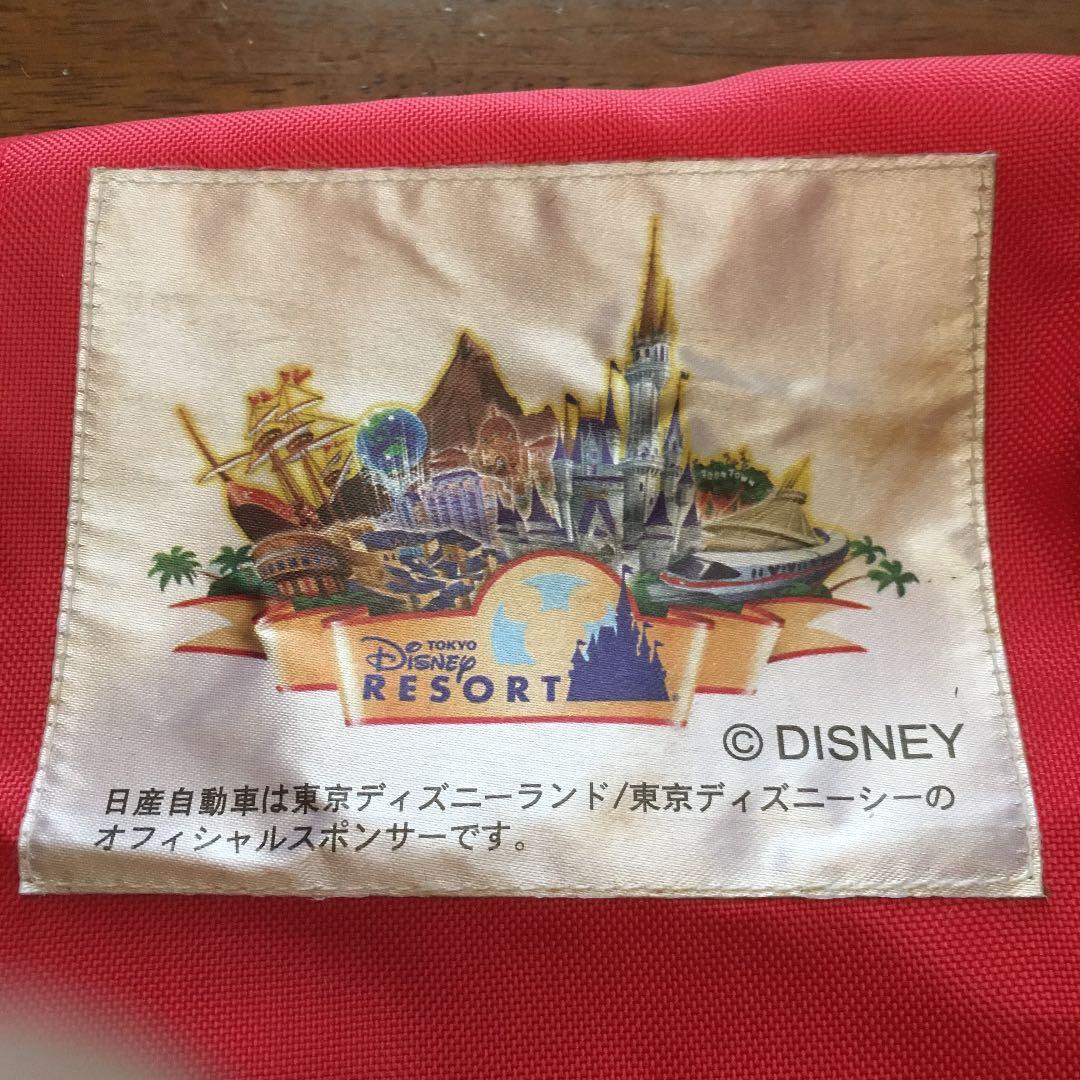 TOONTOWN
TOKYO
Disney
RESORT
© DISNEY
日産自動車は東京ディズニーランド/東京ディズニーシーの
オフィシャルスポンサーです。